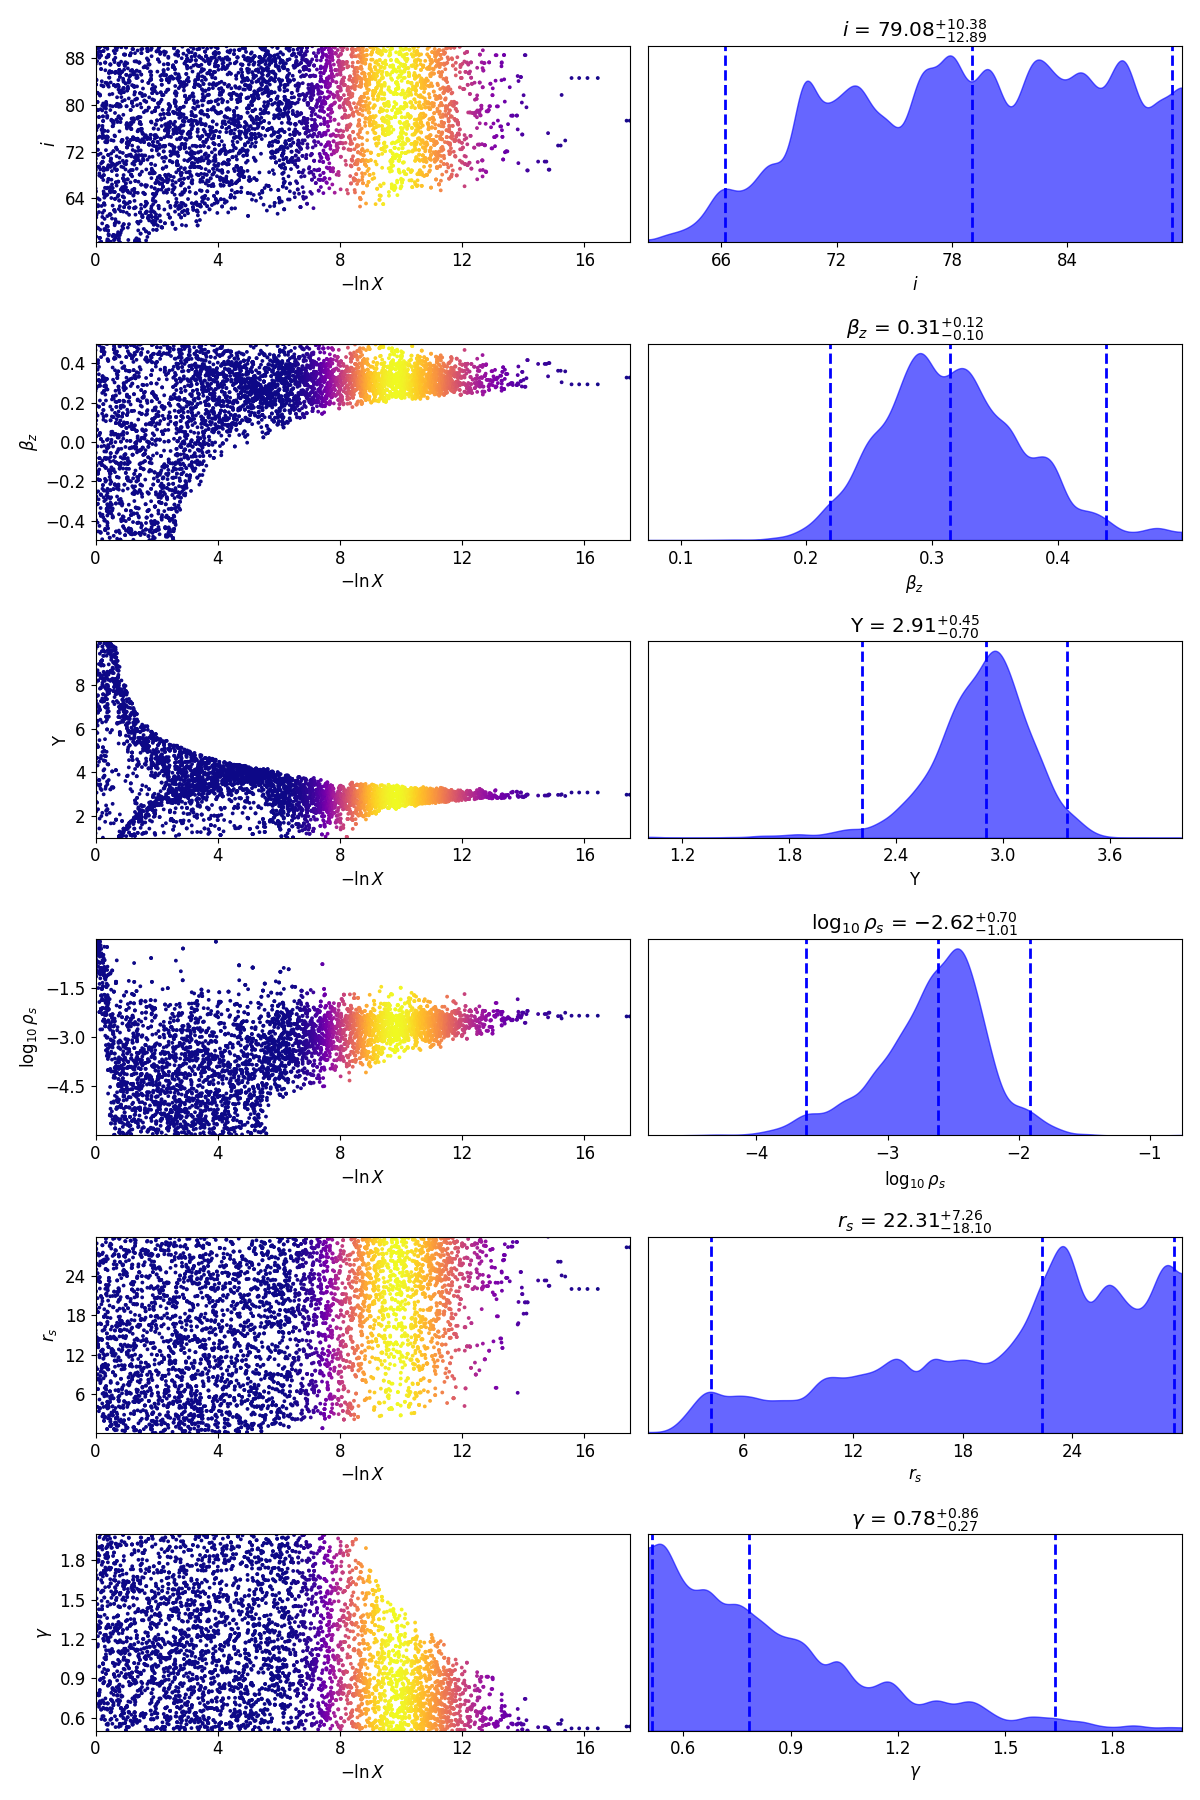 i = 79.08 +10.38 −12.89
88
80
72
64
i
0 4 8 12 16
−ln X
66 72 78 84
i
βz = 0.31 +0.12 −0.10
0.4
0.2
0.0
−0.2
−0.4
βz
0 4 8 12 16
−ln X
0.1 0.2 0.3 0.4
βz
Y = 2.91 +0.45 −0.70
8
6
4
2
Y
0 4 8 12 16
−ln X
1.2 1.8 2.4 3.0 3.6
Y
log10 ρs = −2.62 +0.70 −1.01
−1.5
−3.0
−4.5
log10 ρs
0 4 8 12 16
−ln X
−4 −3 −2 −1
log10 ρs
rs = 22.31 +7.26 −18.10
24
18
12
6
rs
0 4 8 12 16
−ln X
6 12 18 24
rs
γ = 0.78 +0.86 −0.27
1.8
1.5
1.2
0.9
0.6
γ
0 4 8 12 16
−ln X
0.6 0.9 1.2 1.5 1.8
γ